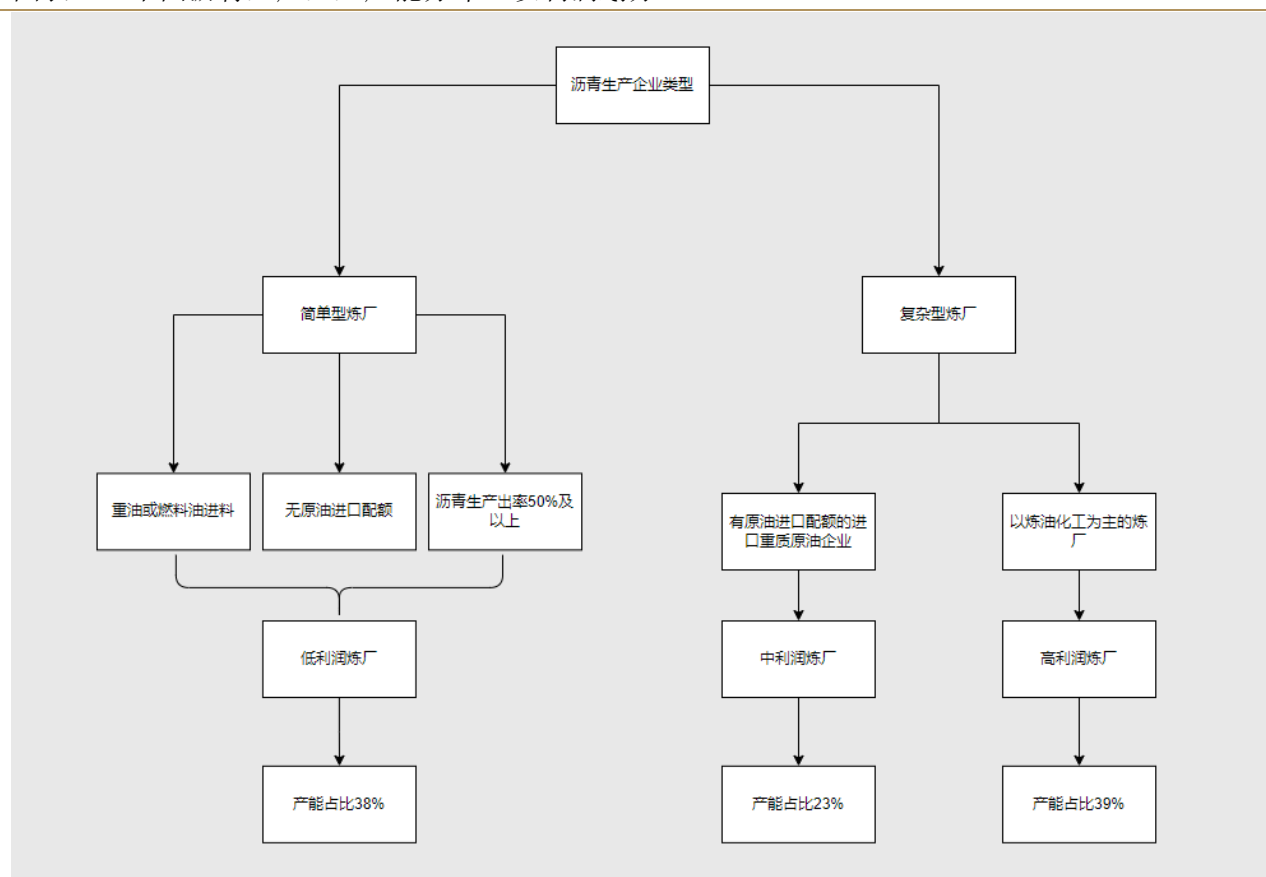 沥青生产企业类型
简单型炼厂
复杂型炼厂
重油或燃料油进料
无原油进口配额
沥青生产出率50%及
以上
有原油进口配额的进
口重质原油企业
以炼油化工为主的炼
厂
低利润炼厂
中利润炼厂
高利润炼厂
产能占比38%
产能占比23%
产能占比39%